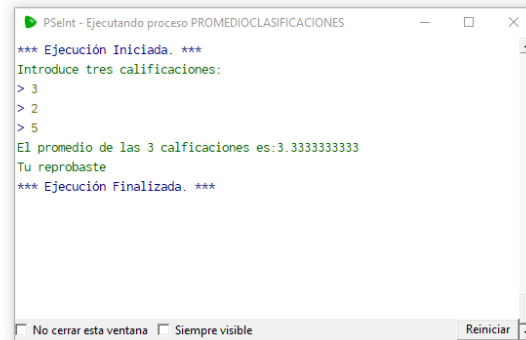 PSeInt - Ejecutando proceso PROMEDIOCLASIFICACIONES
*** Ejecución Iniciada. ***
Introduce tres calificaciones:
> 3
> 2
> 5
El promedio de las 3 calficaciones es:3.3333333333
Tu reprobaste
*** Ejecución Finalizada. ***
No cerrar esta ventana Siempre visible Reiniciar